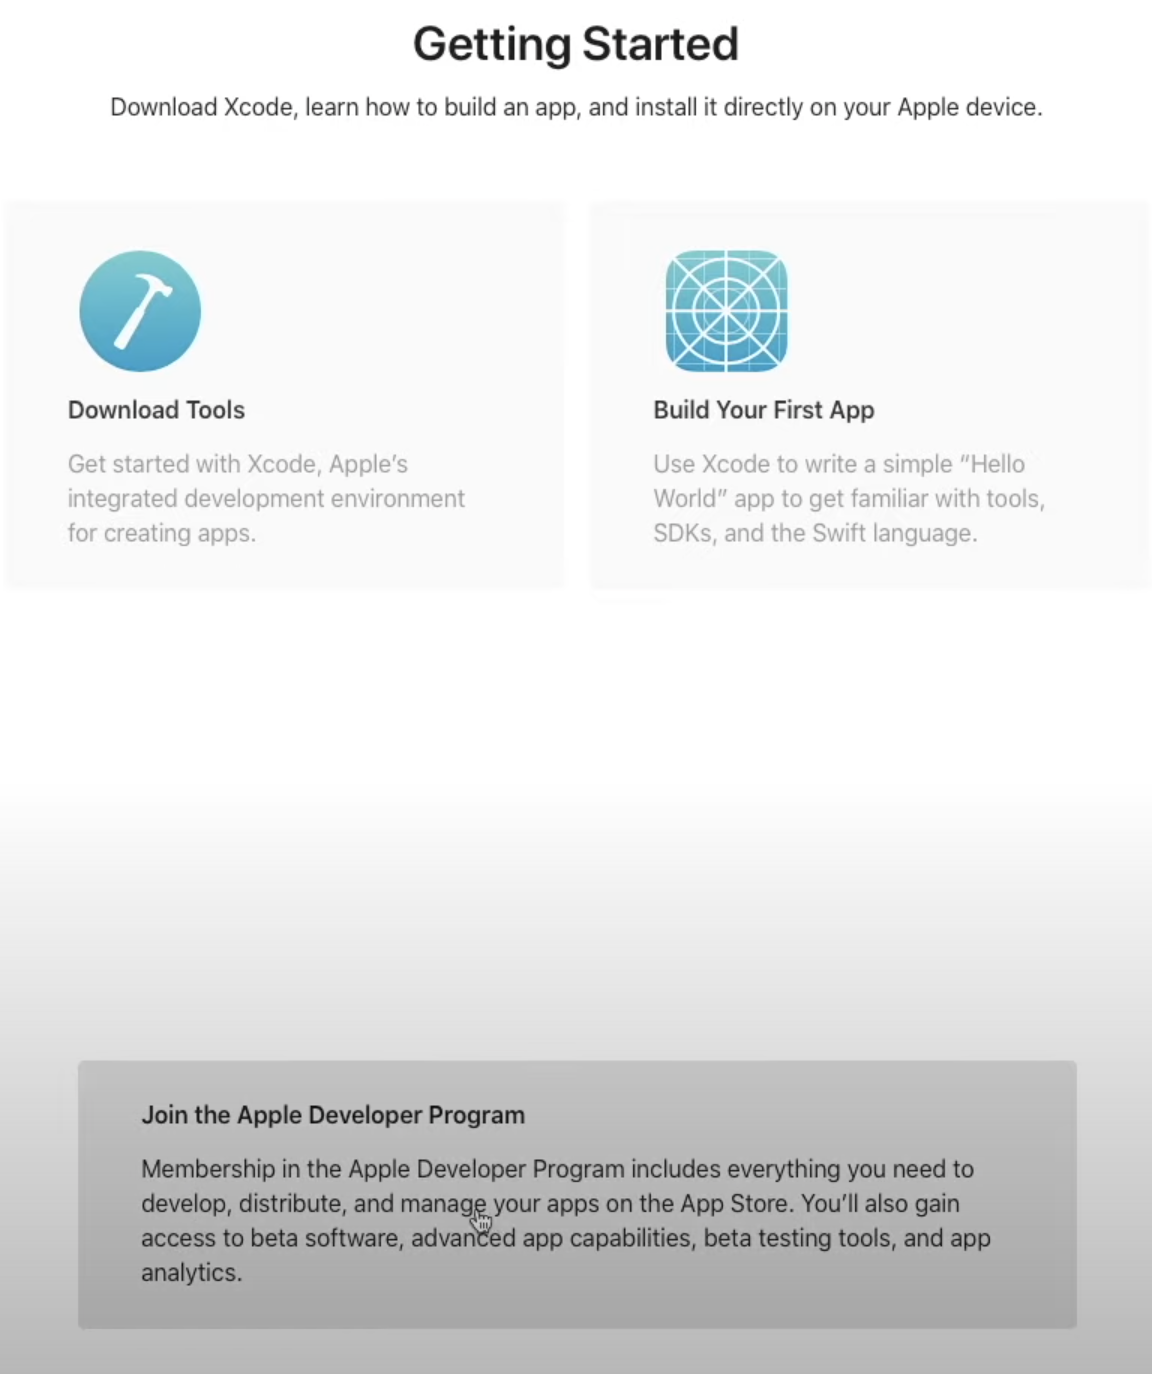 Getting Started
Download Xcode, learn how to build an app, and install it directly on your Apple device.
Download Tools
Get started with Xcode, Apple’s
integrated development environment
for creating apps.
Build Your First App
Use Xcode to write a simple “Hello
World” app to get familiar with tools,
SDKs, and the Swift language.
Join the Apple Developer Program
Membership in the Apple Developer Program includes everything you need to
develop, distribute, and manage your apps on the App Store. You’ll also gain
access to beta software, advanced app capabilities, beta testing tools, and app
analytics.